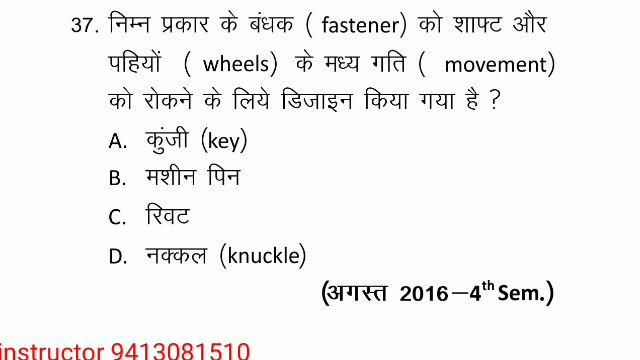 37. निम्न प्रकार के बंधक ( fastener) को शाफ्ट और
पहियों ( wheels) के मध्य गति ( movement)
को रोकने के लिये डिजाइन किया गया है ?
A. कुंजी (key)
B. मशीन पिन
C. रिवट
D. नक्कल (knuckle)
(अगस्त 2016–4th Sem.)
instructor 9413081510